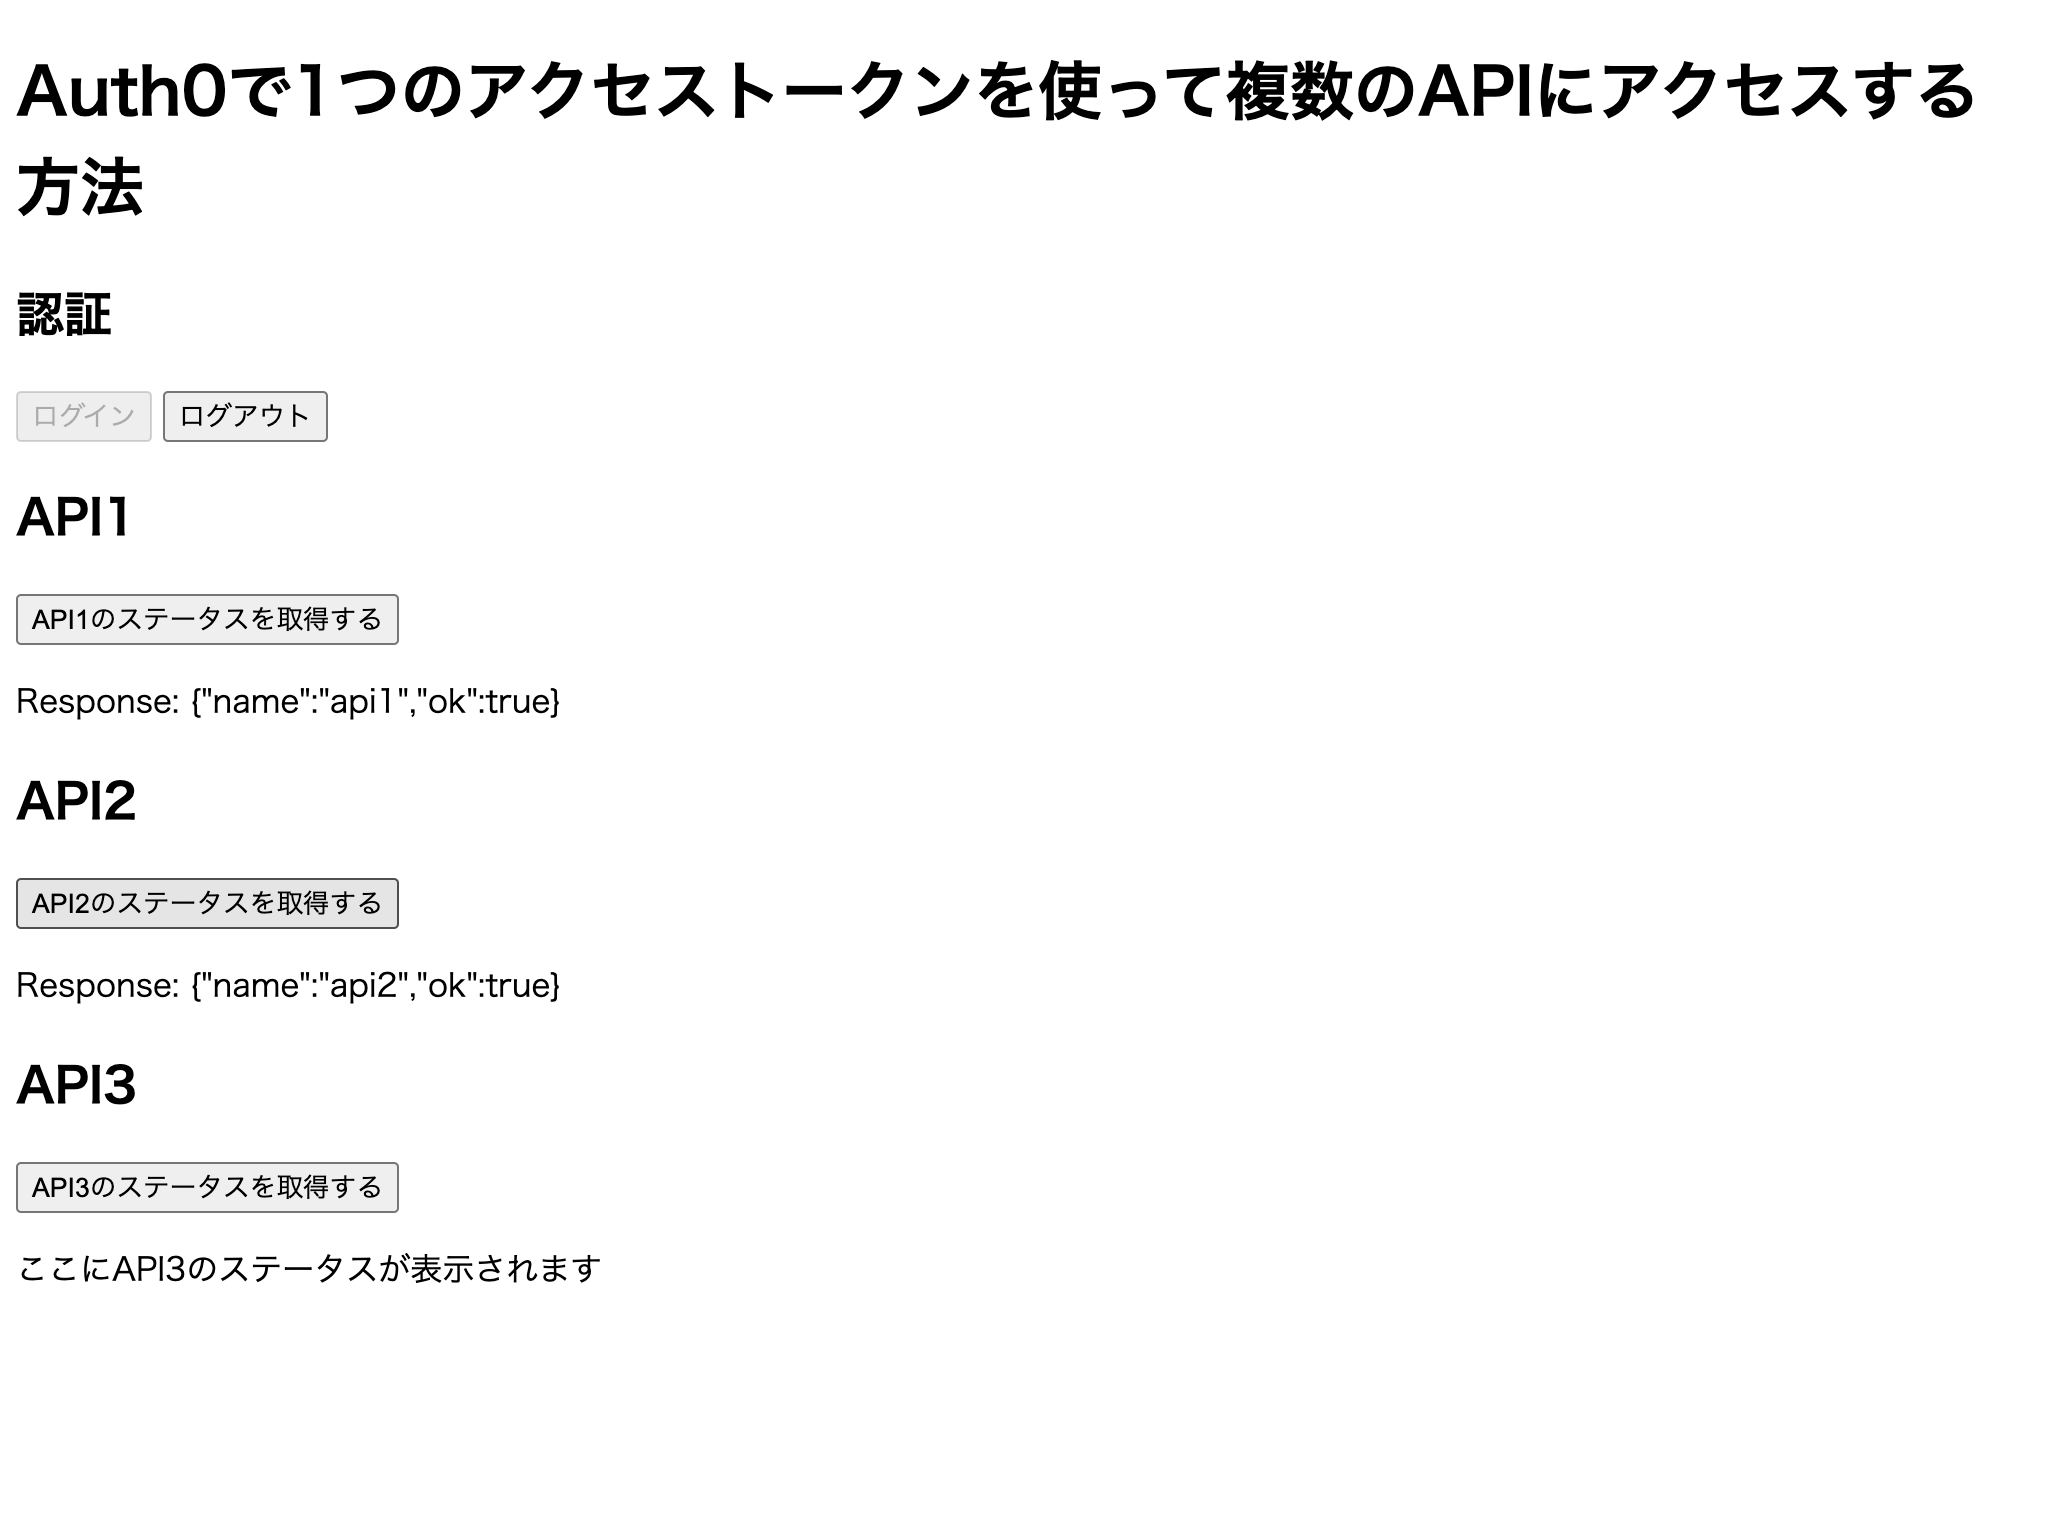 Auth0で1つのアクセストークンを使って複数のAPIにアクセスする
方法
認証
ログイン ログアウト
API1
API1のステータスを取得する
Response: {"name":"api1","ok":true}
API2
API2のステータスを取得する
Response: {"name":"api2","ok":true}
API3
API3のステータスを取得する
ここにAPI3のステータスが表示されます